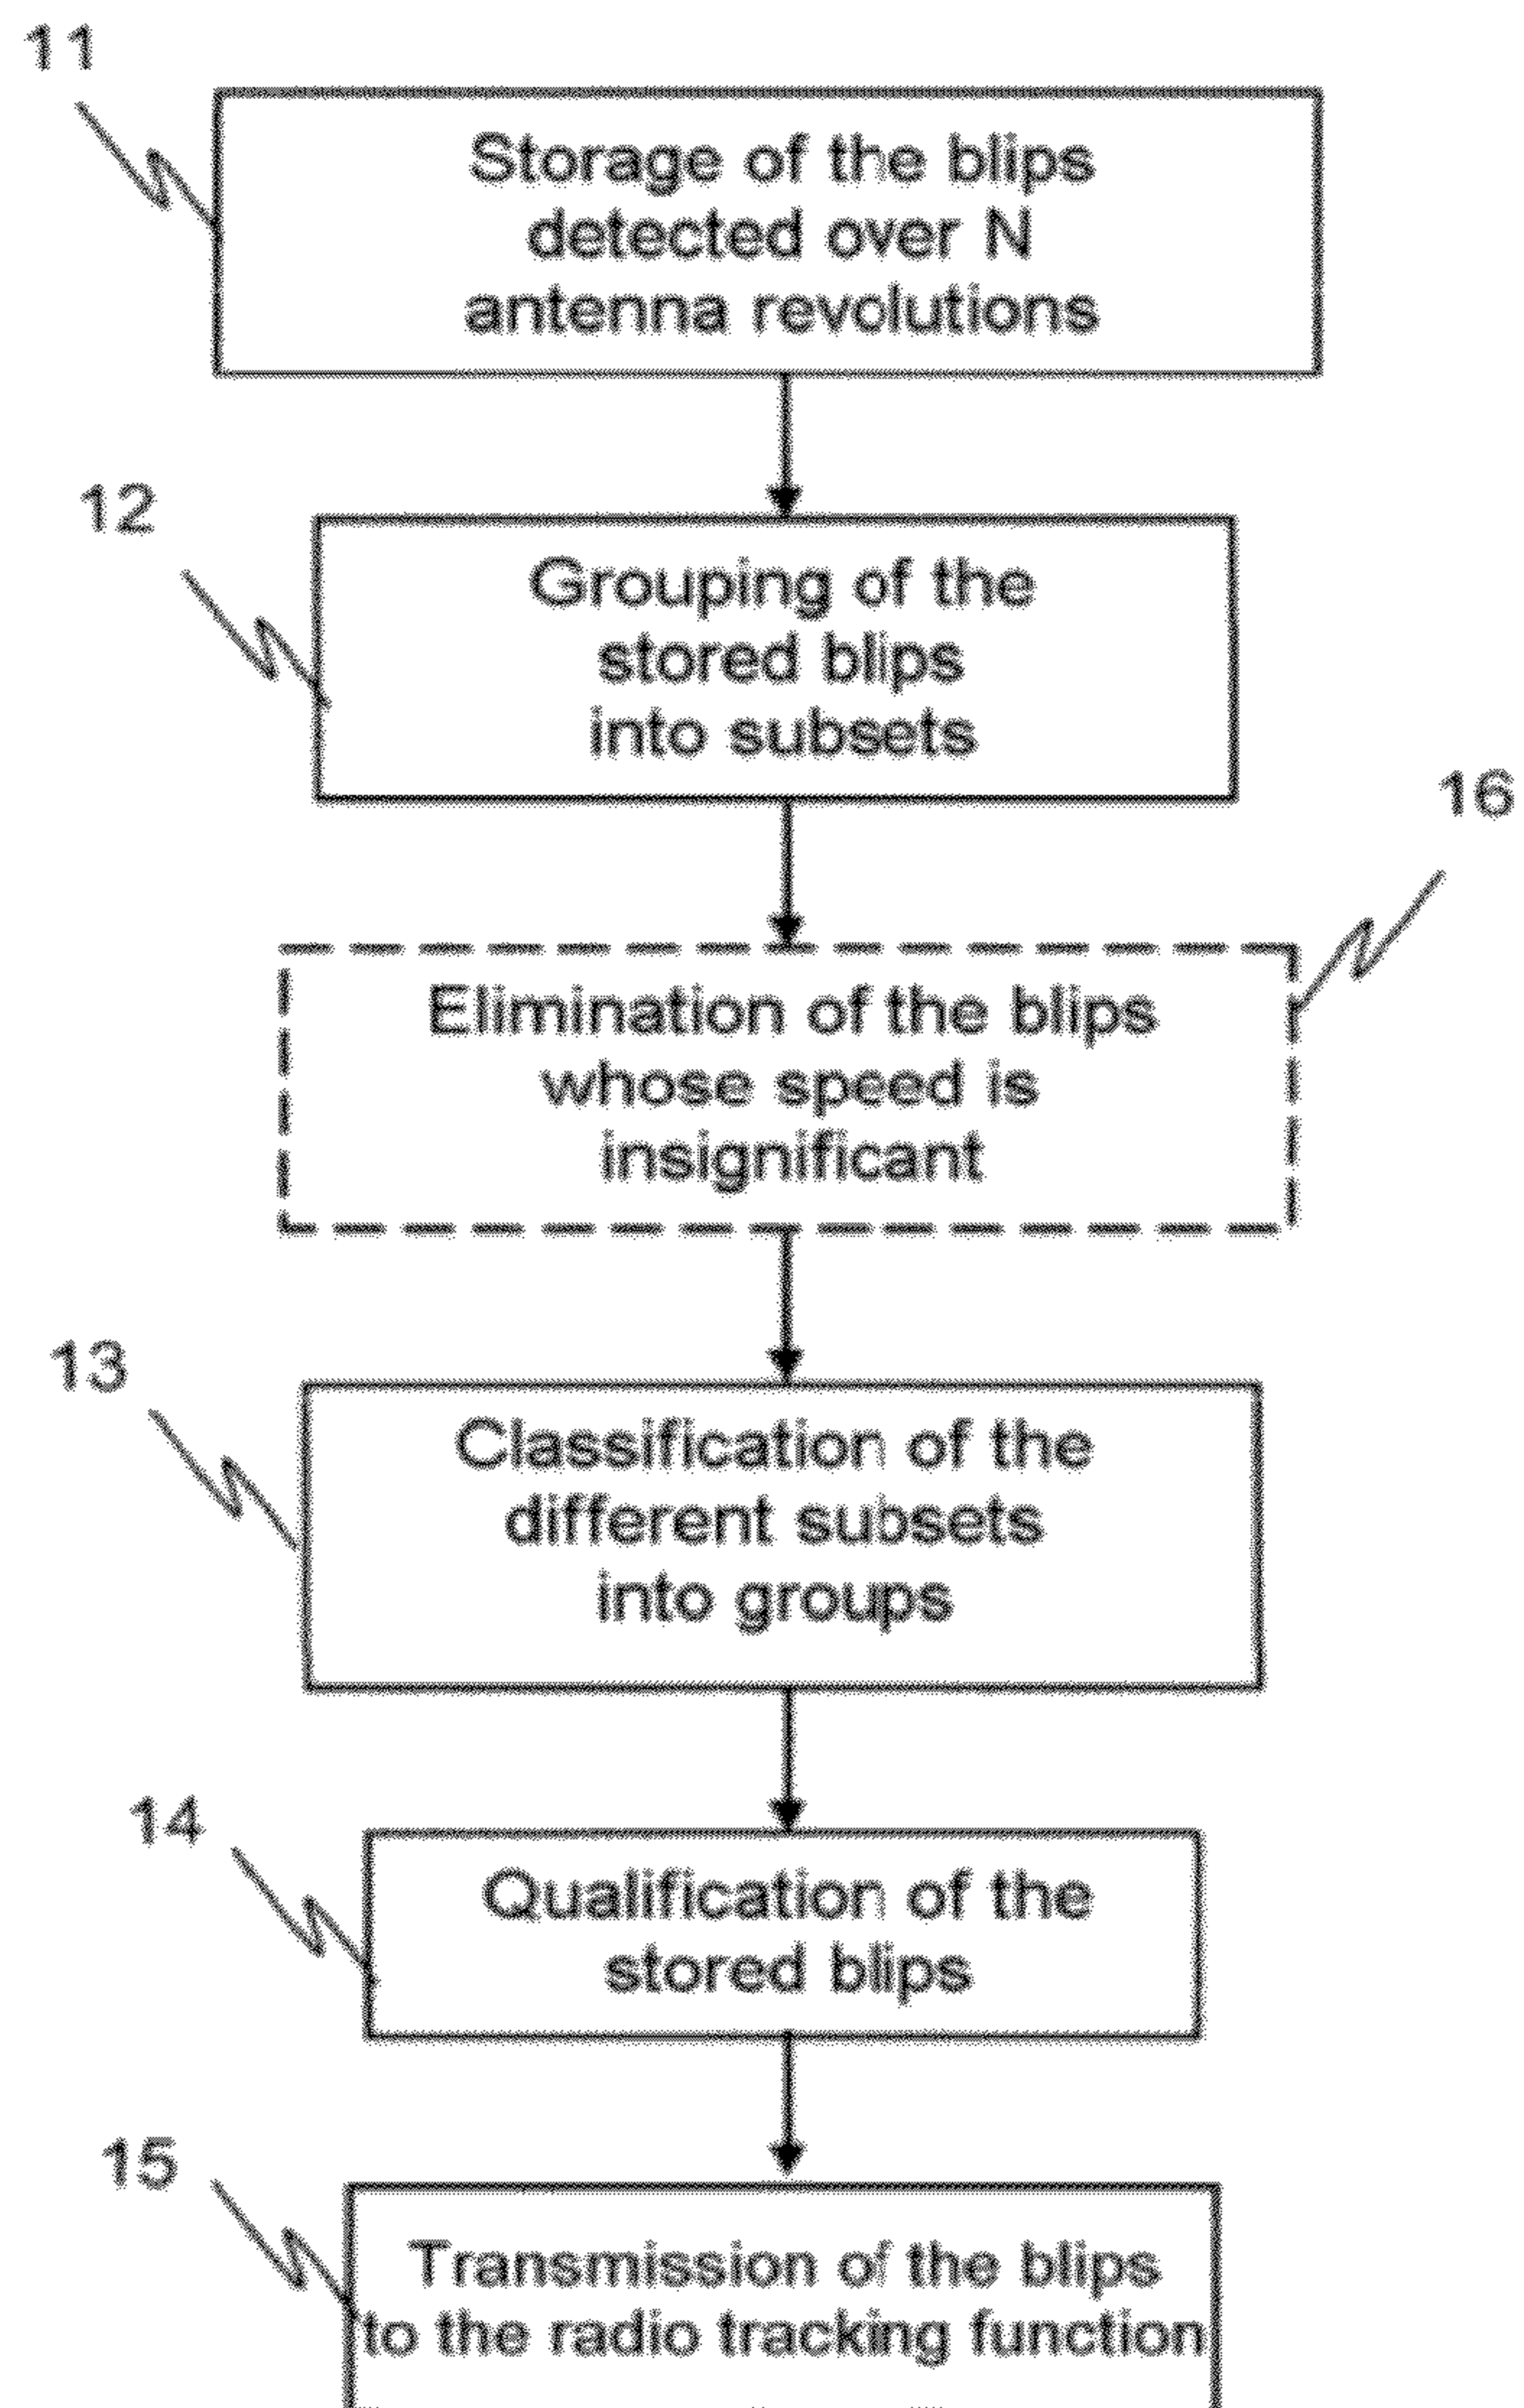 11
Storage of the blips
detected over N
antenna revolutions
12
Grouping of the
stored blips
into subsets
16
Elimination of the blips
whose speed is
insignificant
13
Classification of the
different subsets
into groups
14
Qualification of the
stored blips
15
Transmission of the blips
to the radio tracking function